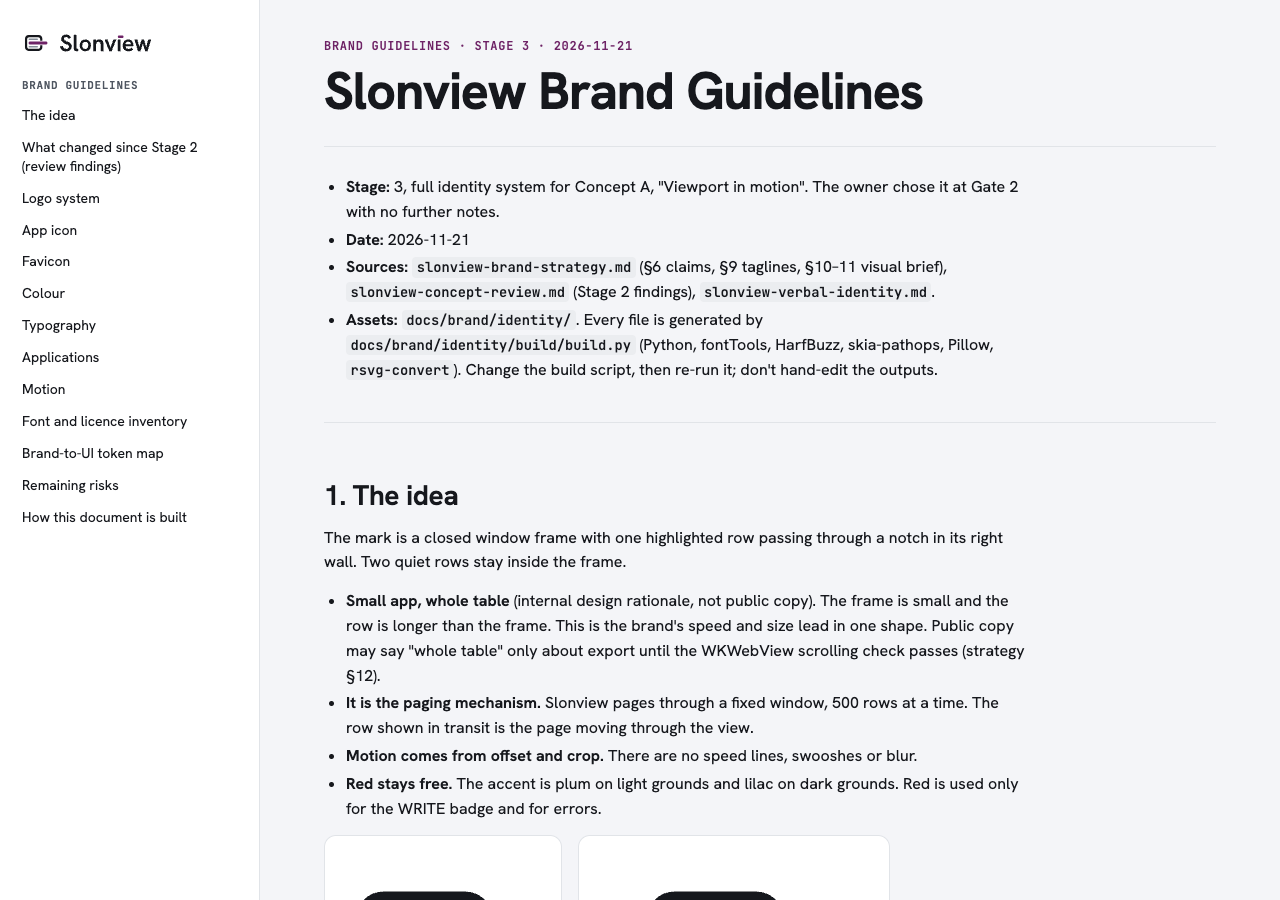 Slonview
BRAND GUIDELINES
The idea
What changed since Stage 2
(review findings)
Logo system
App icon
Favicon
Colour
Typography
Applications
Motion
Font and licence inventory
Brand-to-UI token map
Remaining risks
How this document is built
BRAND GUIDELINES · STAGE 3 · 2026-11-21
Slonview Brand Guidelines
• Stage: 3, full identity system for Concept A, "Viewport in motion". The owner chose it at Gate 2
with no further notes.
• Date: 2026-11-21
• Sources: slonview-brand-strategy.md (§6 claims, §9 taglines, §10–11 visual brief),
slonview-concept-review.md (Stage 2 findings), slonview-verbal-identity.md.
• Assets: docs/brand/identity/. Every file is generated by
docs/brand/identity/build/build.py (Python, fontTools, HarfBuzz, skia-pathops, Pillow,
rsvg-convert). Change the build script, then re-run it; don't hand-edit the outputs.
1. The idea
The mark is a closed window frame with one highlighted row passing through a notch in its right
wall. Two quiet rows stay inside the frame.
• Small app, whole table (internal design rationale, not public copy). The frame is small and the
row is longer than the frame. This is the brand's speed and size lead in one shape. Public copy
may say "whole table" only about export until the WKWebView scrolling check passes (strategy
§12).
• It is the paging mechanism. Slonview pages through a fixed window, 500 rows at a time. The
row shown in transit is the page moving through the view.
• Motion comes from offset and crop. There are no speed lines, swooshes or blur.
• Red stays free. The accent is plum on light grounds and lilac on dark grounds. Red is used only
for the WRITE badge and for errors.